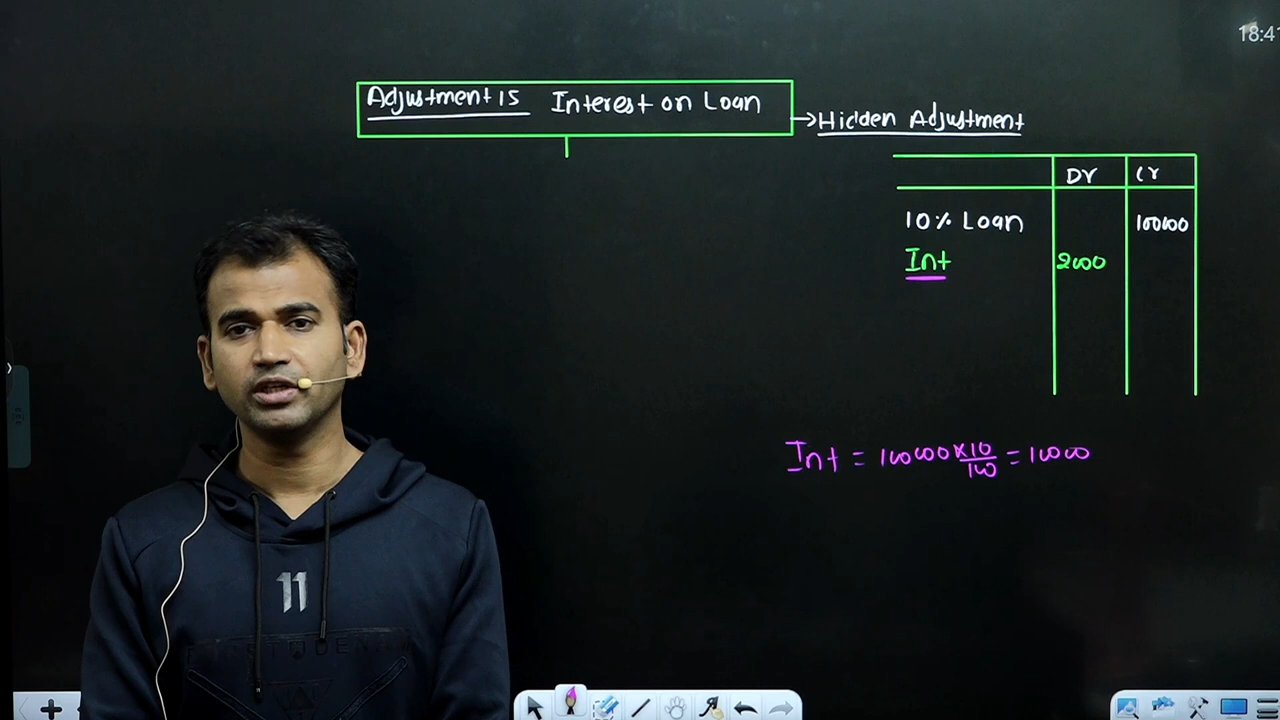 18:41
Adjustment 15 Interest on Loan
→Hidden Adjustment
Dr Cr
10% Loan 100000
Int 2000
Int = 100000 × 10/100 = 10000
11